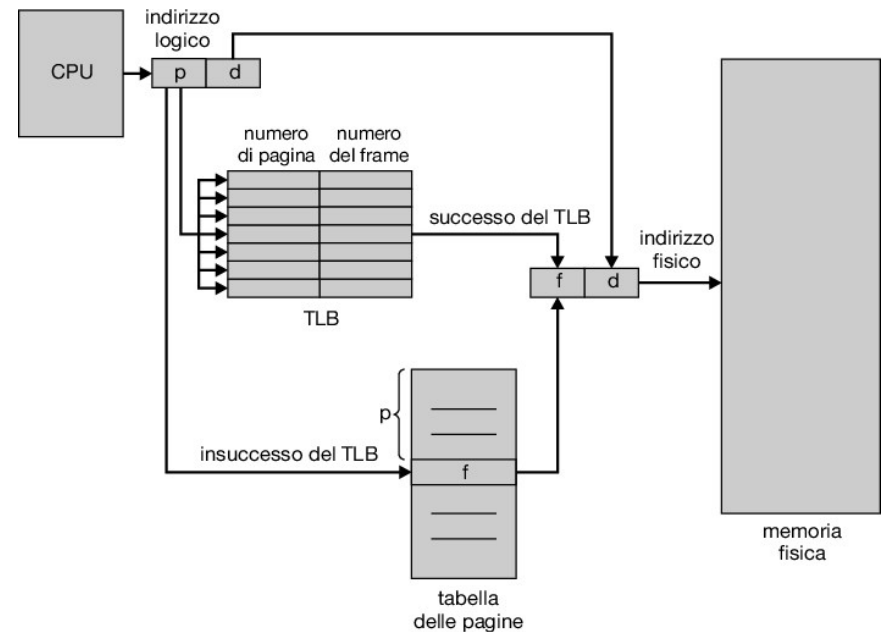 indirizzo
logico
CPU
p d
numero
di pagina
numero
del frame
successo del TLB
indirizzo
fisico
f d
TLB
p
insuccesso del TLB
f
tabella
delle pagine
memoria
fisica